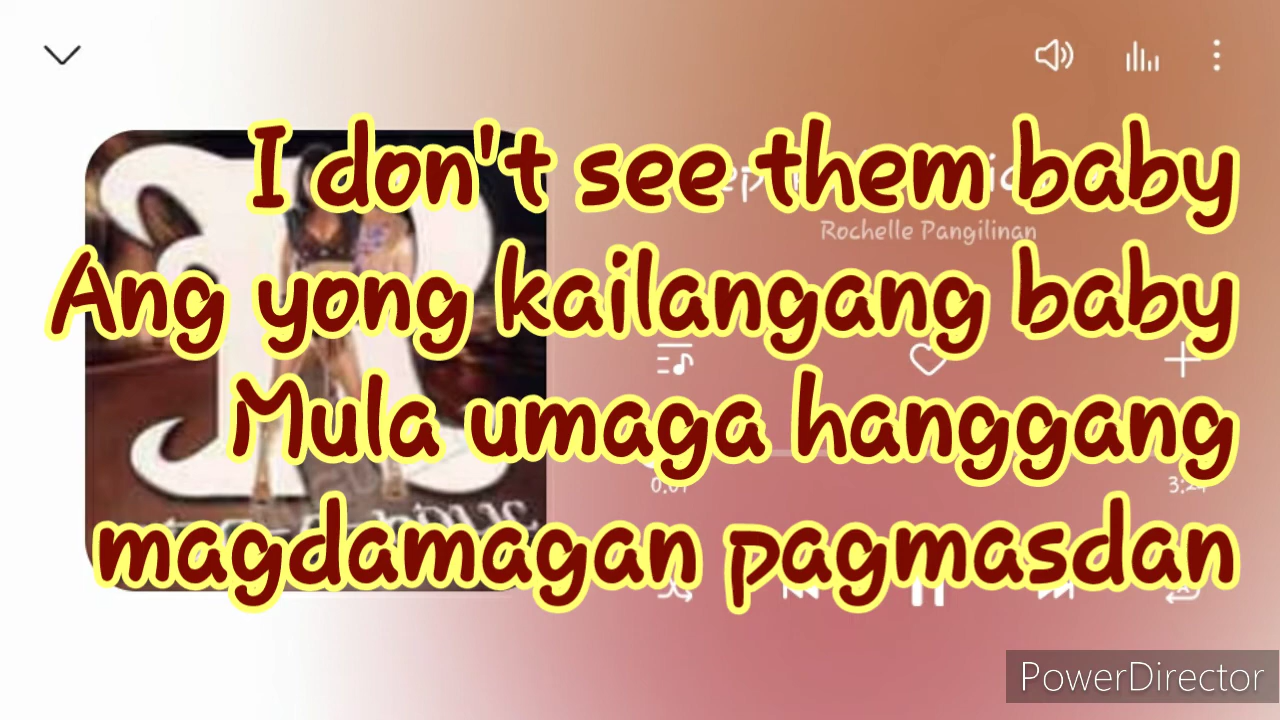 I don't see them baby
Rochelle Pangilinan
Ang yong kailangang baby
Mula umaga hanggang
magdamagan pagmasdan
PowerDirector